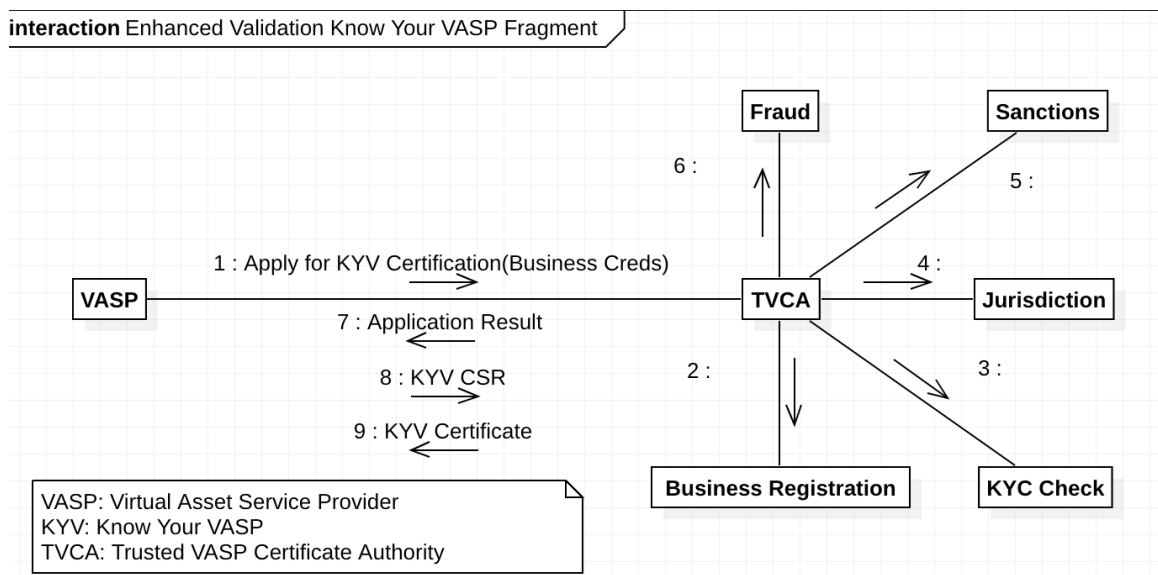 interaction Enhanced Validation Know Your VASP Fragment
Fraud
Sanctions
6 :
5 :
1 : Apply for KYV Certification(Business Creds)
4 :
VASP
TVCA
Jurisdiction
7 : Application Result
2 :
3 :
8 : KYV CSR
9 : KYV Certificate
Business Registration
KYC Check
VASP: Virtual Asset Service Provider
KYV: Know Your VASP
TVCA: Trusted VASP Certificate Authority